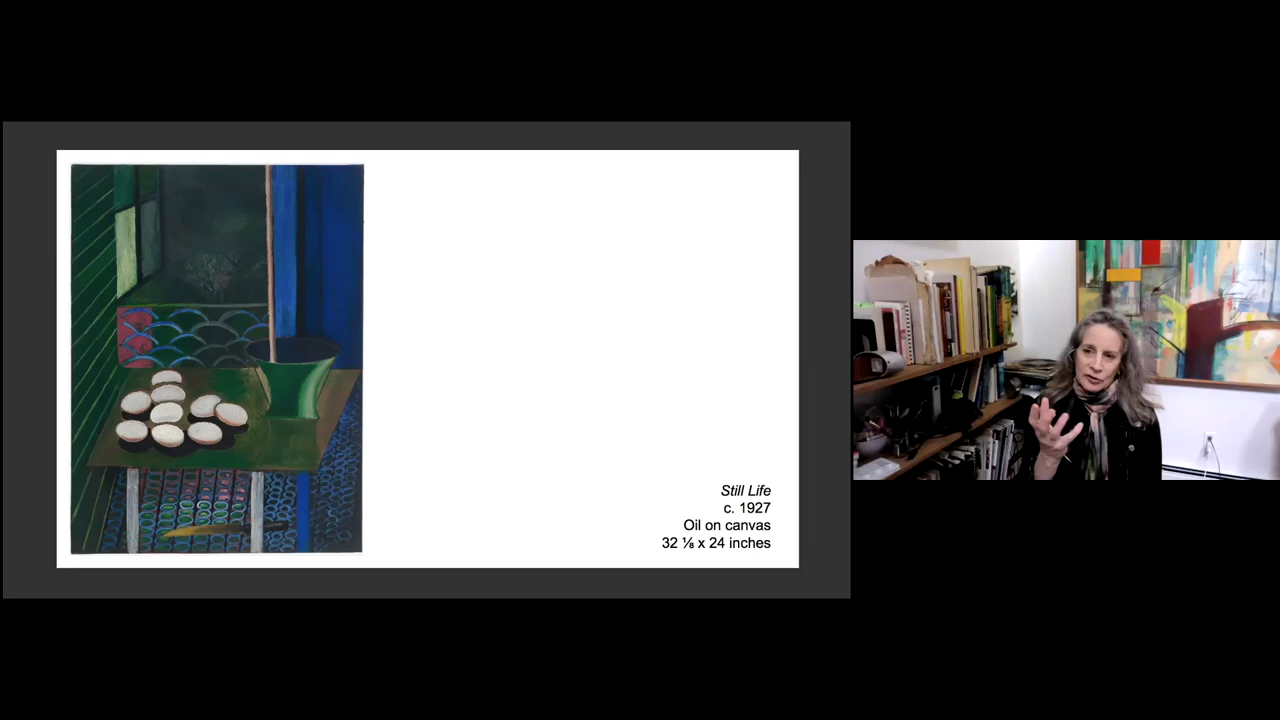 Still Life
c. 1927
Oil on canvas
32 ⅛ x 24 inches